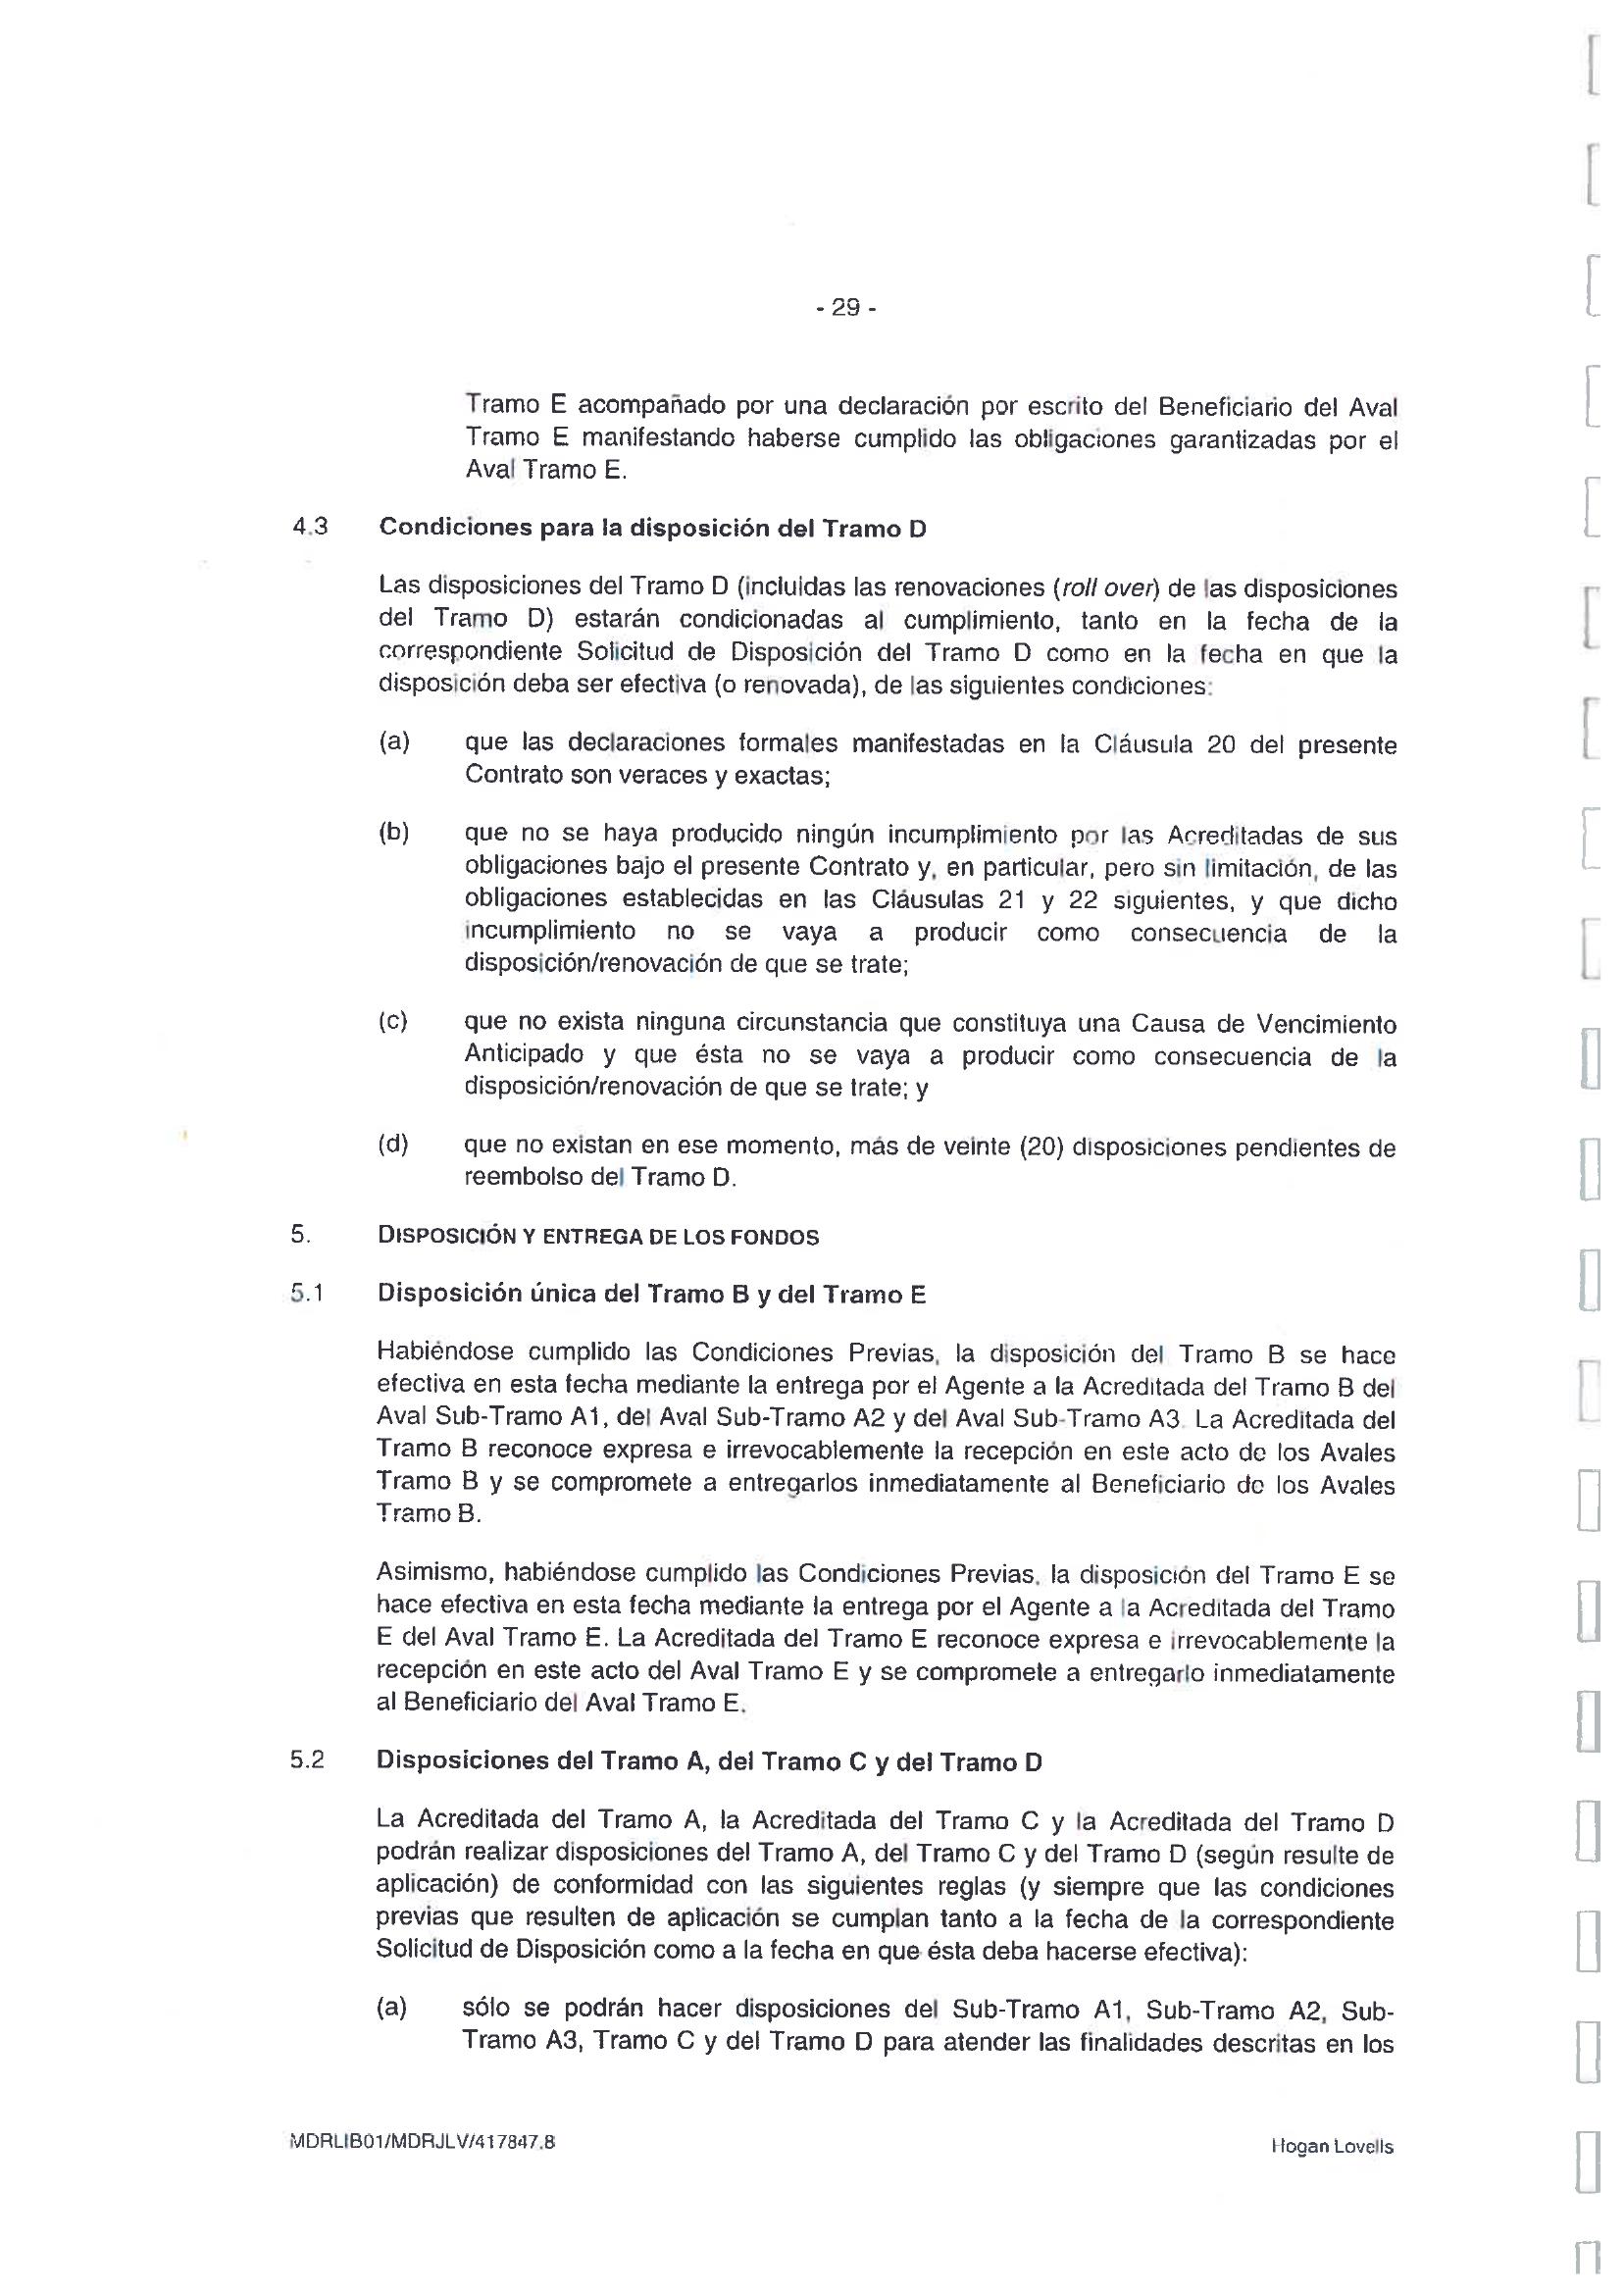 - 29 -
Tramo E acompañado por una declaración por escrito del Beneficiario del Aval
Tramo E manifestando haberse cumplido las obligaciones garantizadas por el
Aval Tramo E.
4.3 Condiciones para la disposición del Tramo D
Las disposiciones del Tramo D (incluidas las renovaciones (roll over) de las disposiciones
del Tramo D) estarán condicionadas al cumplimiento, tanto en la fecha de la
correspondiente Solicitud de Disposición del Tramo D como en la fecha en que la
disposición deba ser efectiva (o renovada), de las siguientes condiciones:
(a) que las declaraciones formales manifestadas en la Cláusula 20 del presente
Contrato son veraces y exactas;
(b) que no se haya producido ningún incumplimiento por las Acreditadas de sus
obligaciones bajo el presente Contrato y, en particular, pero sin limitación, de las
obligaciones establecidas en las Cláusulas 21 y 22 siguientes, y que dicho
incumplimiento no se vaya a producir como consecuencia de la
disposición/renovación de que se trate;
(c) que no exista ninguna circunstancia que constituya una Causa de Vencimiento
Anticipado y que ésta no se vaya a producir como consecuencia de la
disposición/renovación de que se trate; y
(d) que no existan en ese momento, más de veinte (20) disposiciones pendientes de
reembolso del Tramo D.
5. DISPOSICIÓN Y ENTREGA DE LOS FONDOS
5.1 Disposición única del Tramo B y del Tramo E
Habiéndose cumplido las Condiciones Previas, la disposición del Tramo B se hace
efectiva en esta fecha mediante la entrega por el Agente a la Acreditada del Tramo B del
Aval Sub-Tramo A1, del Aval Sub-Tramo A2 y del Aval Sub-Tramo A3. La Acreditada del
Tramo B reconoce expresa e irrevocablemente la recepción en este acto de los Avales
Tramo B y se compromete a entregarlos inmediatamente al Beneficiario de los Avales
Tramo B.
Asimismo, habiéndose cumplido las Condiciones Previas, la disposición del Tramo E se
hace efectiva en esta fecha mediante la entrega por el Agente a la Acreditada del Tramo
E del Aval Tramo E. La Acreditada del Tramo E reconoce expresa e irrevocablemente la
recepción en este acto del Aval Tramo E y se compromete a entregarlo inmediatamente
al Beneficiario del Aval Tramo E.
5.2 Disposiciones del Tramo A, del Tramo C y del Tramo D
La Acreditada del Tramo A, la Acreditada del Tramo C y la Acreditada del Tramo D
podrán realizar disposiciones del Tramo A, del Tramo C y del Tramo D (según resulte de
aplicación) de conformidad con las siguientes reglas (y siempre que las condiciones
previas que resulten de aplicación se cumplan tanto a la fecha de la correspondiente
Solicitud de Disposición como a la fecha en que ésta deba hacerse efectiva):
(a) sólo se podrán hacer disposiciones del Sub-Tramo A1, Sub-Tramo A2, Sub-
Tramo A3, Tramo C y del Tramo D para atender las finalidades descritas en los
MDRLIB01/MDRJLV/417847.8 Hogan Lovells